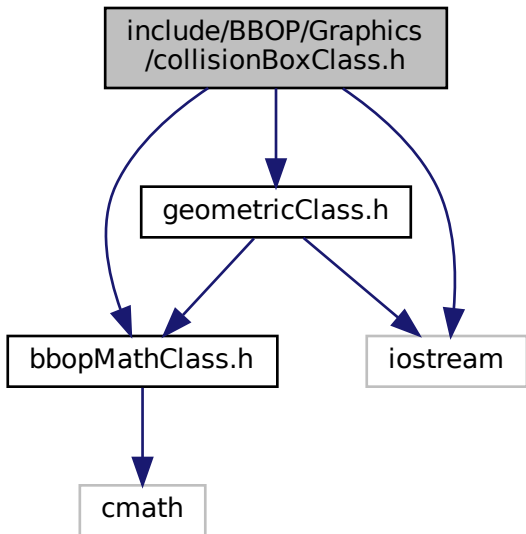 include/BBOP/Graphics
/collisionBoxClass.h
geometricClass.h
bbopMathClass.h
iostream
cmath